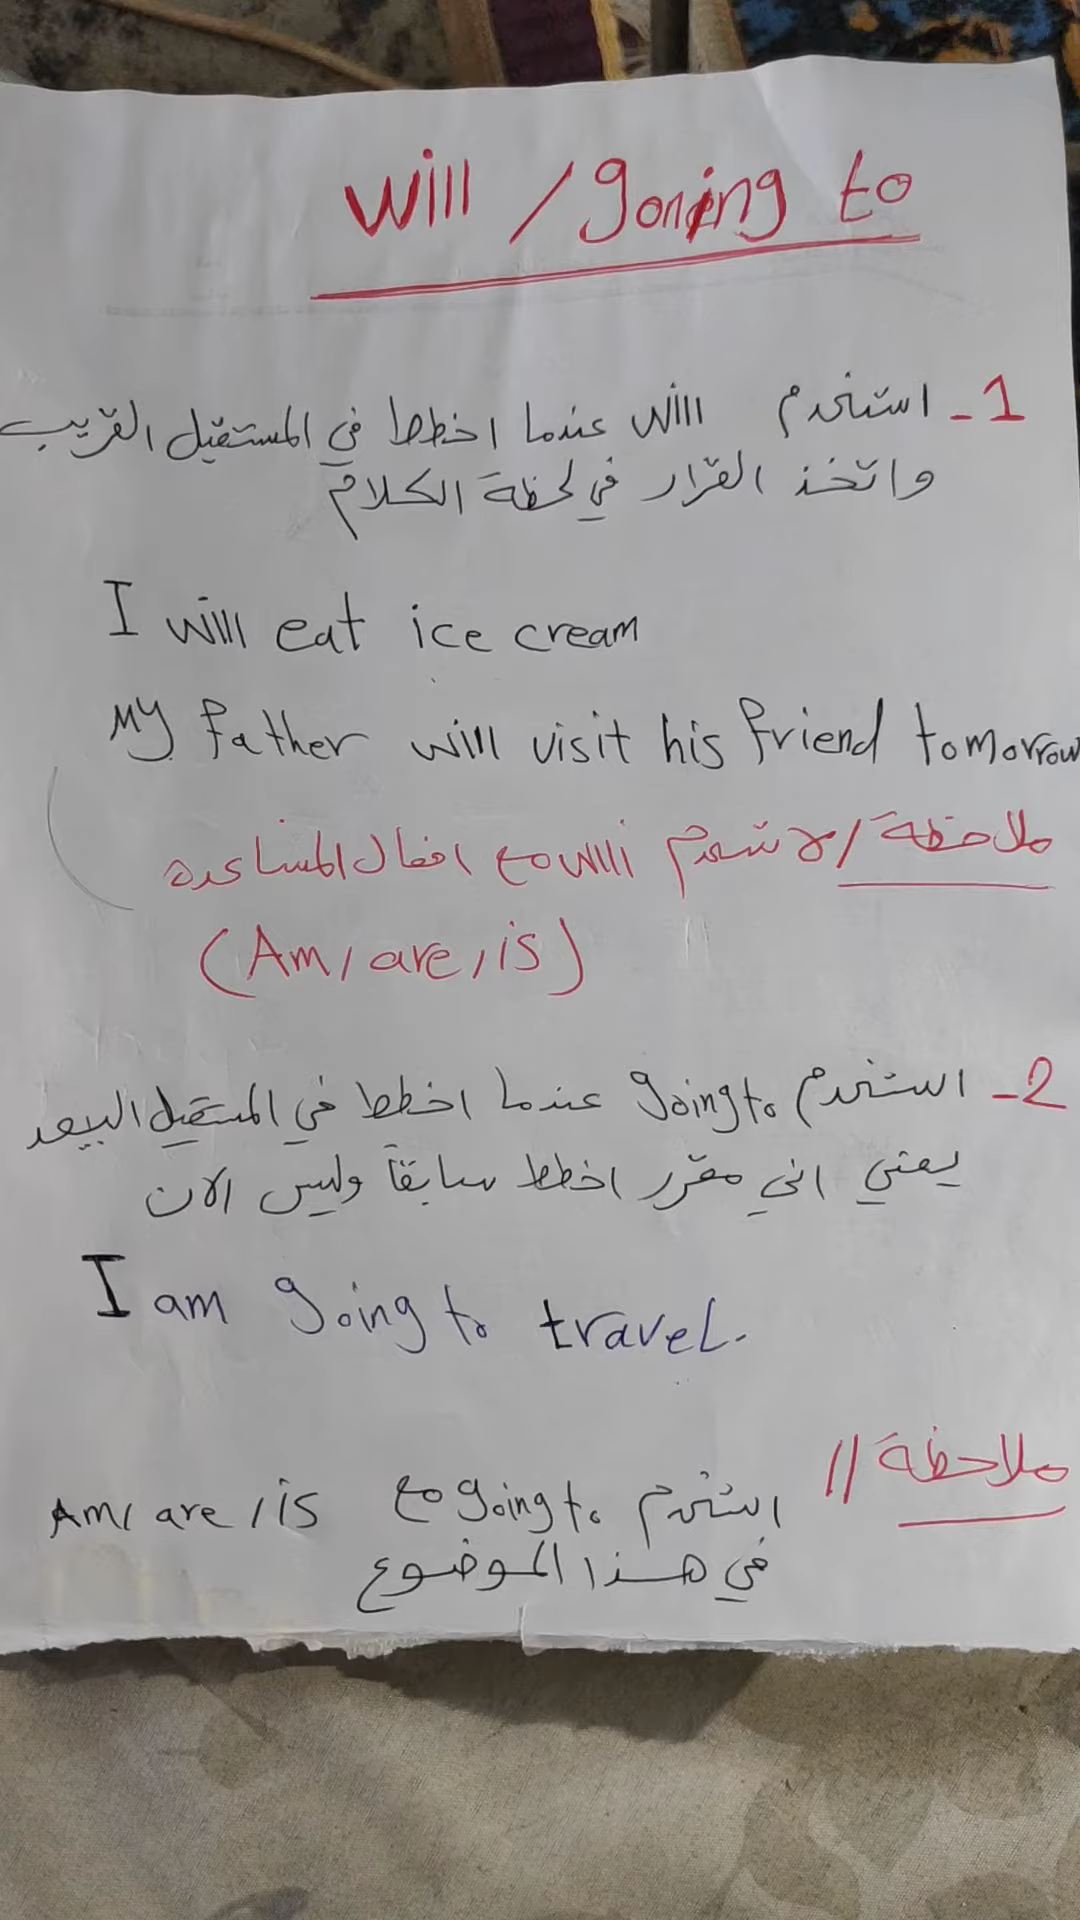 will / going to
1- استخدم will عندما اخطط في المستقبل القريب
واتخذ القرار في لحظة الكلام
I will eat ice cream
My father will visit his friend tomorrow
ملاحظة / لا تستخدم will مع افعال المساعدة
(Am / are / is)
2- استخدم going to عندما اخطط في المستقبل البعيد
يعني اني مقرر اخطط سابقاً وليس الان
I am going to travel.
ملاحظة // استخدم going to مع Am / are / is
في هذا الموضوع